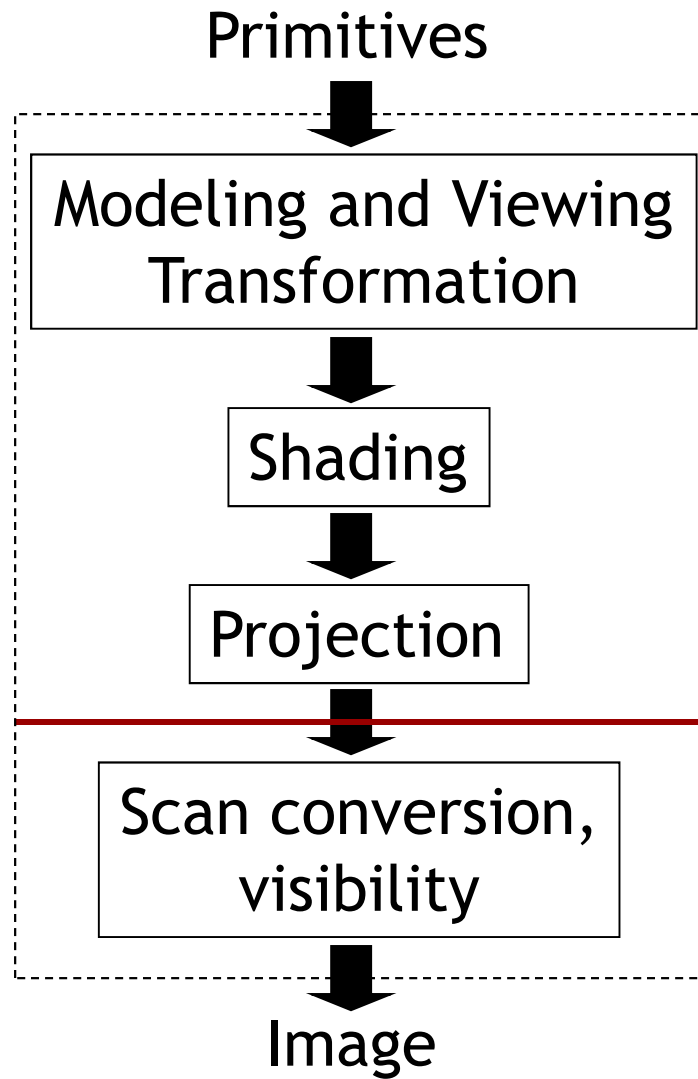 Primitives
Modeling and Viewing
Transformation
Shading
Projection
Scan conversion,
visibility
Image